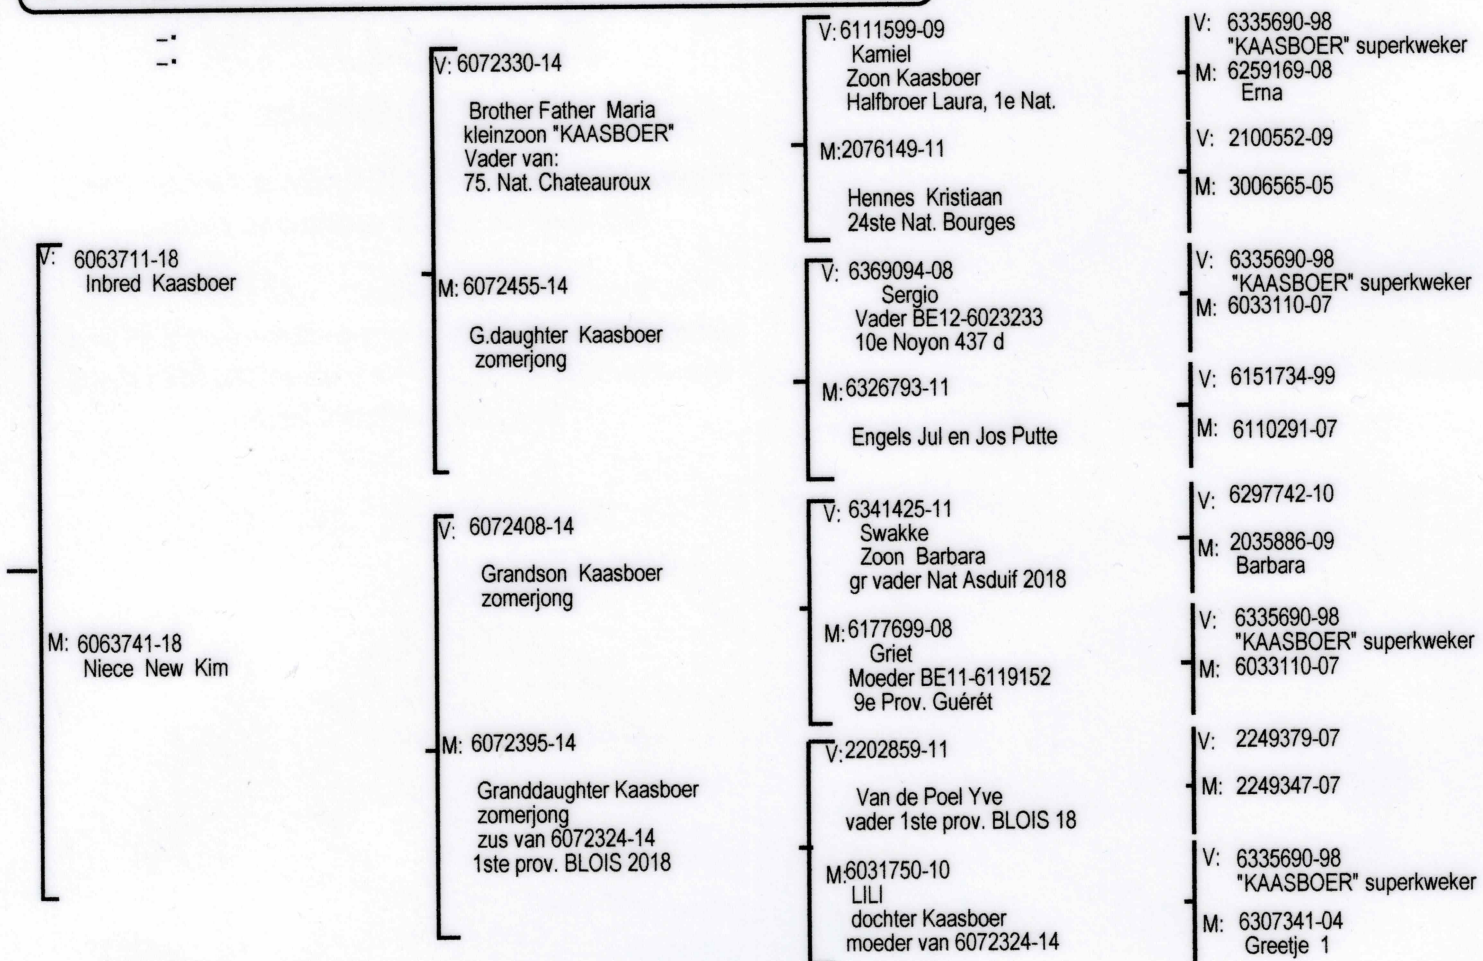 V: 6063711-18
Inbred Kaasboer
M: 6063741-18
Niece New Kim
V: 6072330-14
Brother Father Maria
kleinzoon "KAASBOER"
Vader van:
75. Nat. Chateauroux
M: 6072455-14
G.daughter Kaasboer
zomerjong
V: 6072408-14
Grandson Kaasboer
zomerjong
M: 6072395-14
Granddaughter Kaasboer
zomerjong
zus van 6072324-14
1ste prov. BLOIS 2018
V: 6111599-09
Kamiel
Zoon Kaasboer
Halfbroer Laura, 1e Nat.
M: 2076149-11
Hennes Kristiaan
24ste Nat. Bourges
V: 6369094-08
Sergio
Vader BE12-6023233
10e Noyon 437 d
M: 6326793-11
Engels Jul en Jos Putte
V: 6341425-11
Swakke
Zoon Barbara
gr vader Nat Asduif 2018
M: 6177699-08
Griet
Moeder BE11-6119152
9e Prov. Guérét
V: 2202859-11
Van de Poel Yve
vader 1ste prov. BLOIS 18
M: 6031750-10
LILI
dochter Kaasboer
moeder van 6072324-14
V: 6335690-98
"KAASBOER" superkweker
M: 6259169-08
Erna
V: 2100552-09
M: 3006565-05
V: 6335690-98
"KAASBOER" superkweker
M: 6033110-07
V: 6151734-99
M: 6110291-07
V: 6297742-10
M: 2035886-09
Barbara
V: 6335690-98
"KAASBOER" superkweker
M: 6033110-07
V: 2249379-07
M: 2249347-07
V: 6335690-98
"KAASBOER" superkweker
M: 6307341-04
Greetje 1